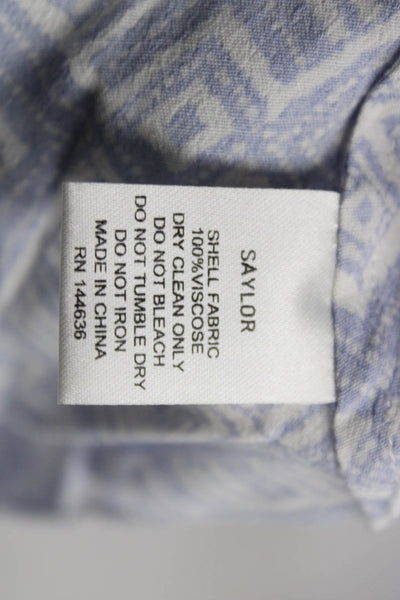 SAYLOR
SHELL FABRIC
100%VISCOSE
DRY CLEAN ONLY
DO NOT BLEACH
DO NOT TUMBLE DRY
DO NOT IRON
MADE IN CHINA
RN 144636